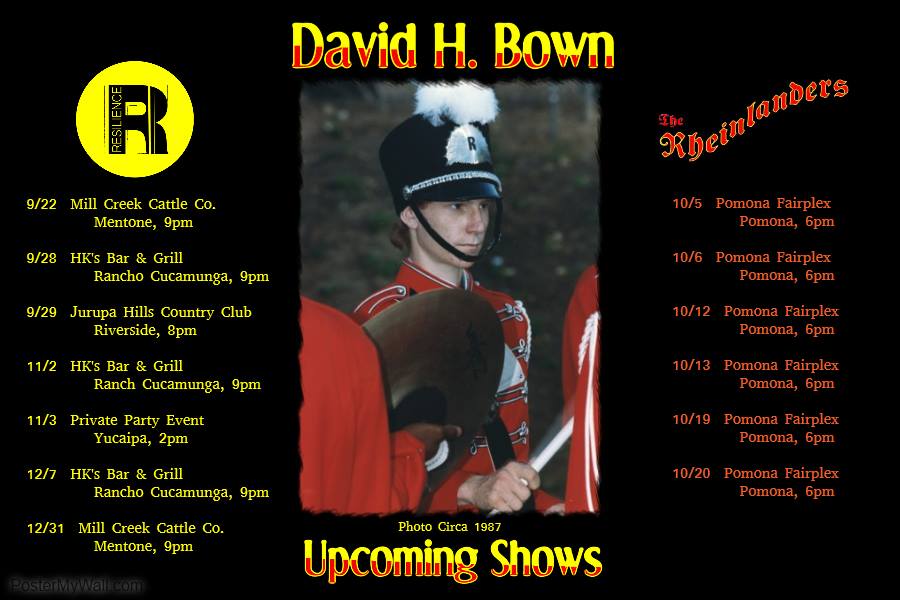 David H. Bown
RESILIENCE
R
9/22 Mill Creek Cattle Co.
Mentone, 9pm
9/28 HK's Bar & Grill
Rancho Cucamunga, 9pm
9/29 Jurupa Hills Country Club
Riverside, 8pm
11/2 HK's Bar & Grill
Ranch Cucamunga, 9pm
11/3 Private Party Event
Yucaipa, 2pm
12/7 HK's Bar & Grill
Rancho Cucamunga, 9pm
12/31 Mill Creek Cattle Co.
Mentone, 9pm
R
The
Rheinlanders
10/5 Pomona Fairplex
Pomona, 6pm
10/6 Pomona Fairplex
Pomona, 6pm
10/12 Pomona Fairplex
Pomona, 6pm
10/13 Pomona Fairplex
Pomona, 6pm
10/19 Pomona Fairplex
Pomona, 6pm
10/20 Pomona Fairplex
Pomona, 6pm
Photo Circa 1987
Upcoming Shows
PosterMyWall.com